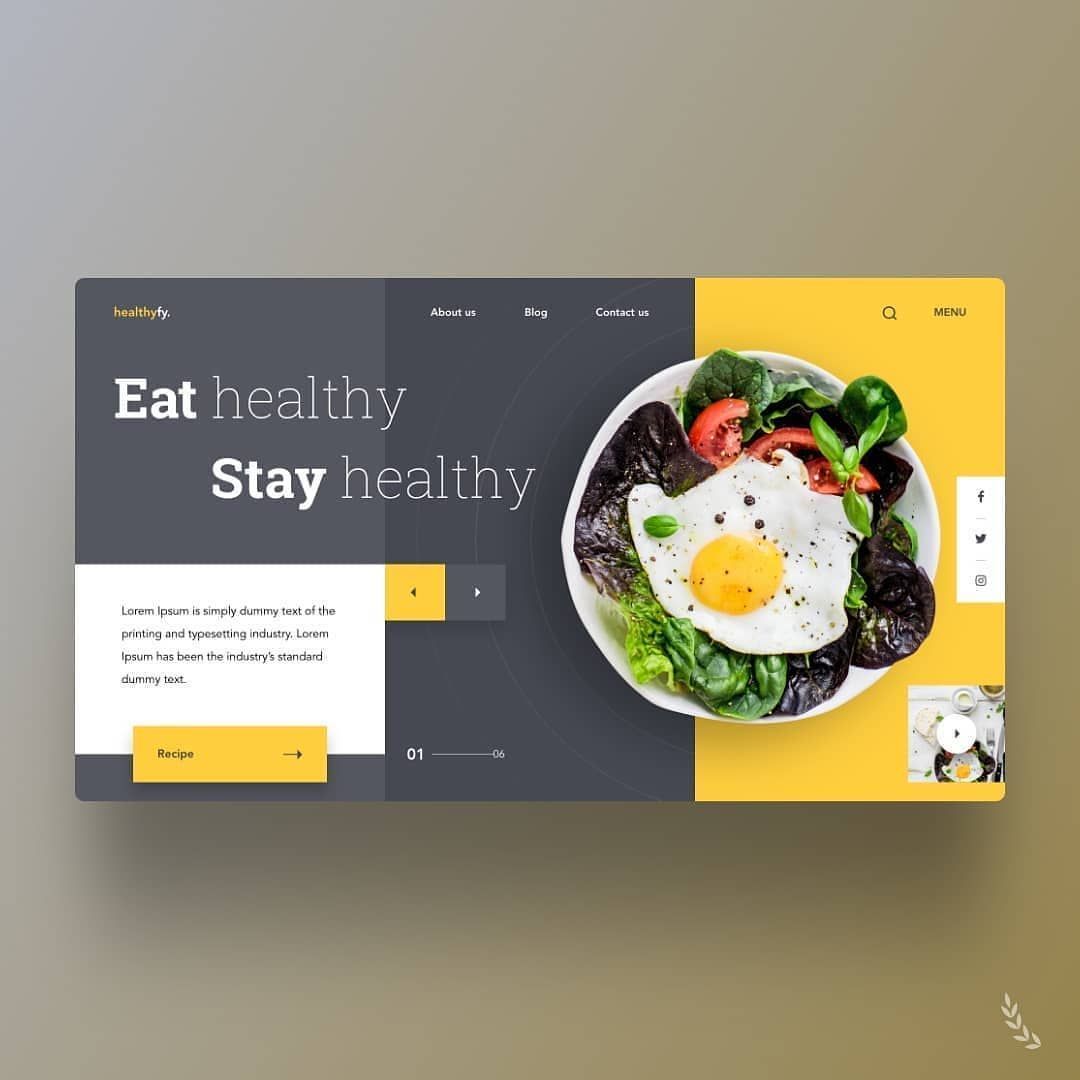 healthyfy.
About us
Blog
Contact us
MENU
Eat healthy
Stay healthy
Lorem Ipsum is simply dummy text of the
printing and typesetting industry. Lorem
Ipsum has been the industry's standard
dummy text.
Recipe
01
06